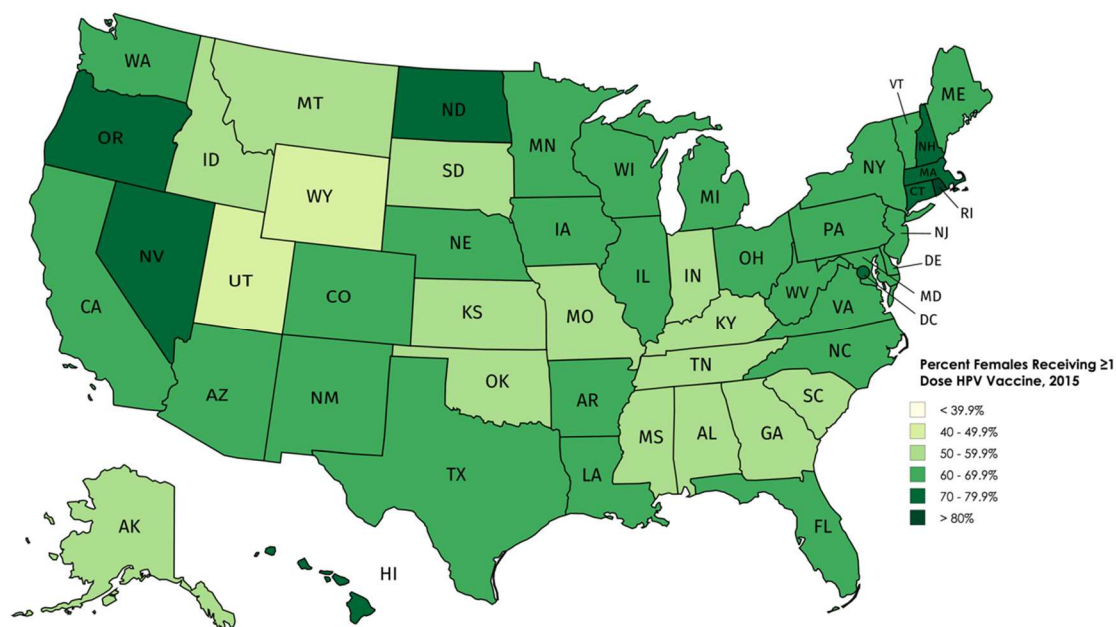 WA
OR
CA
NV
ID
MT
WY
UT
AZ
CO
NM
ND
SD
NE
KS
OK
TX
MN
IA
MO
AR
LA
WI
IL
MI
IN
OH
KY
TN
MS
AL
GA
SC
NC
VA
WV
FL
PA
NY
VT
ME
NH
MA
CT
RI
NJ
DE
MD
DC
AK
HI
Percent Females Receiving ≥1
Dose HPV Vaccine, 2015
< 39.9%
40 - 49.9%
50 - 59.9%
60 - 69.9%
70 - 79.9%
> 80%